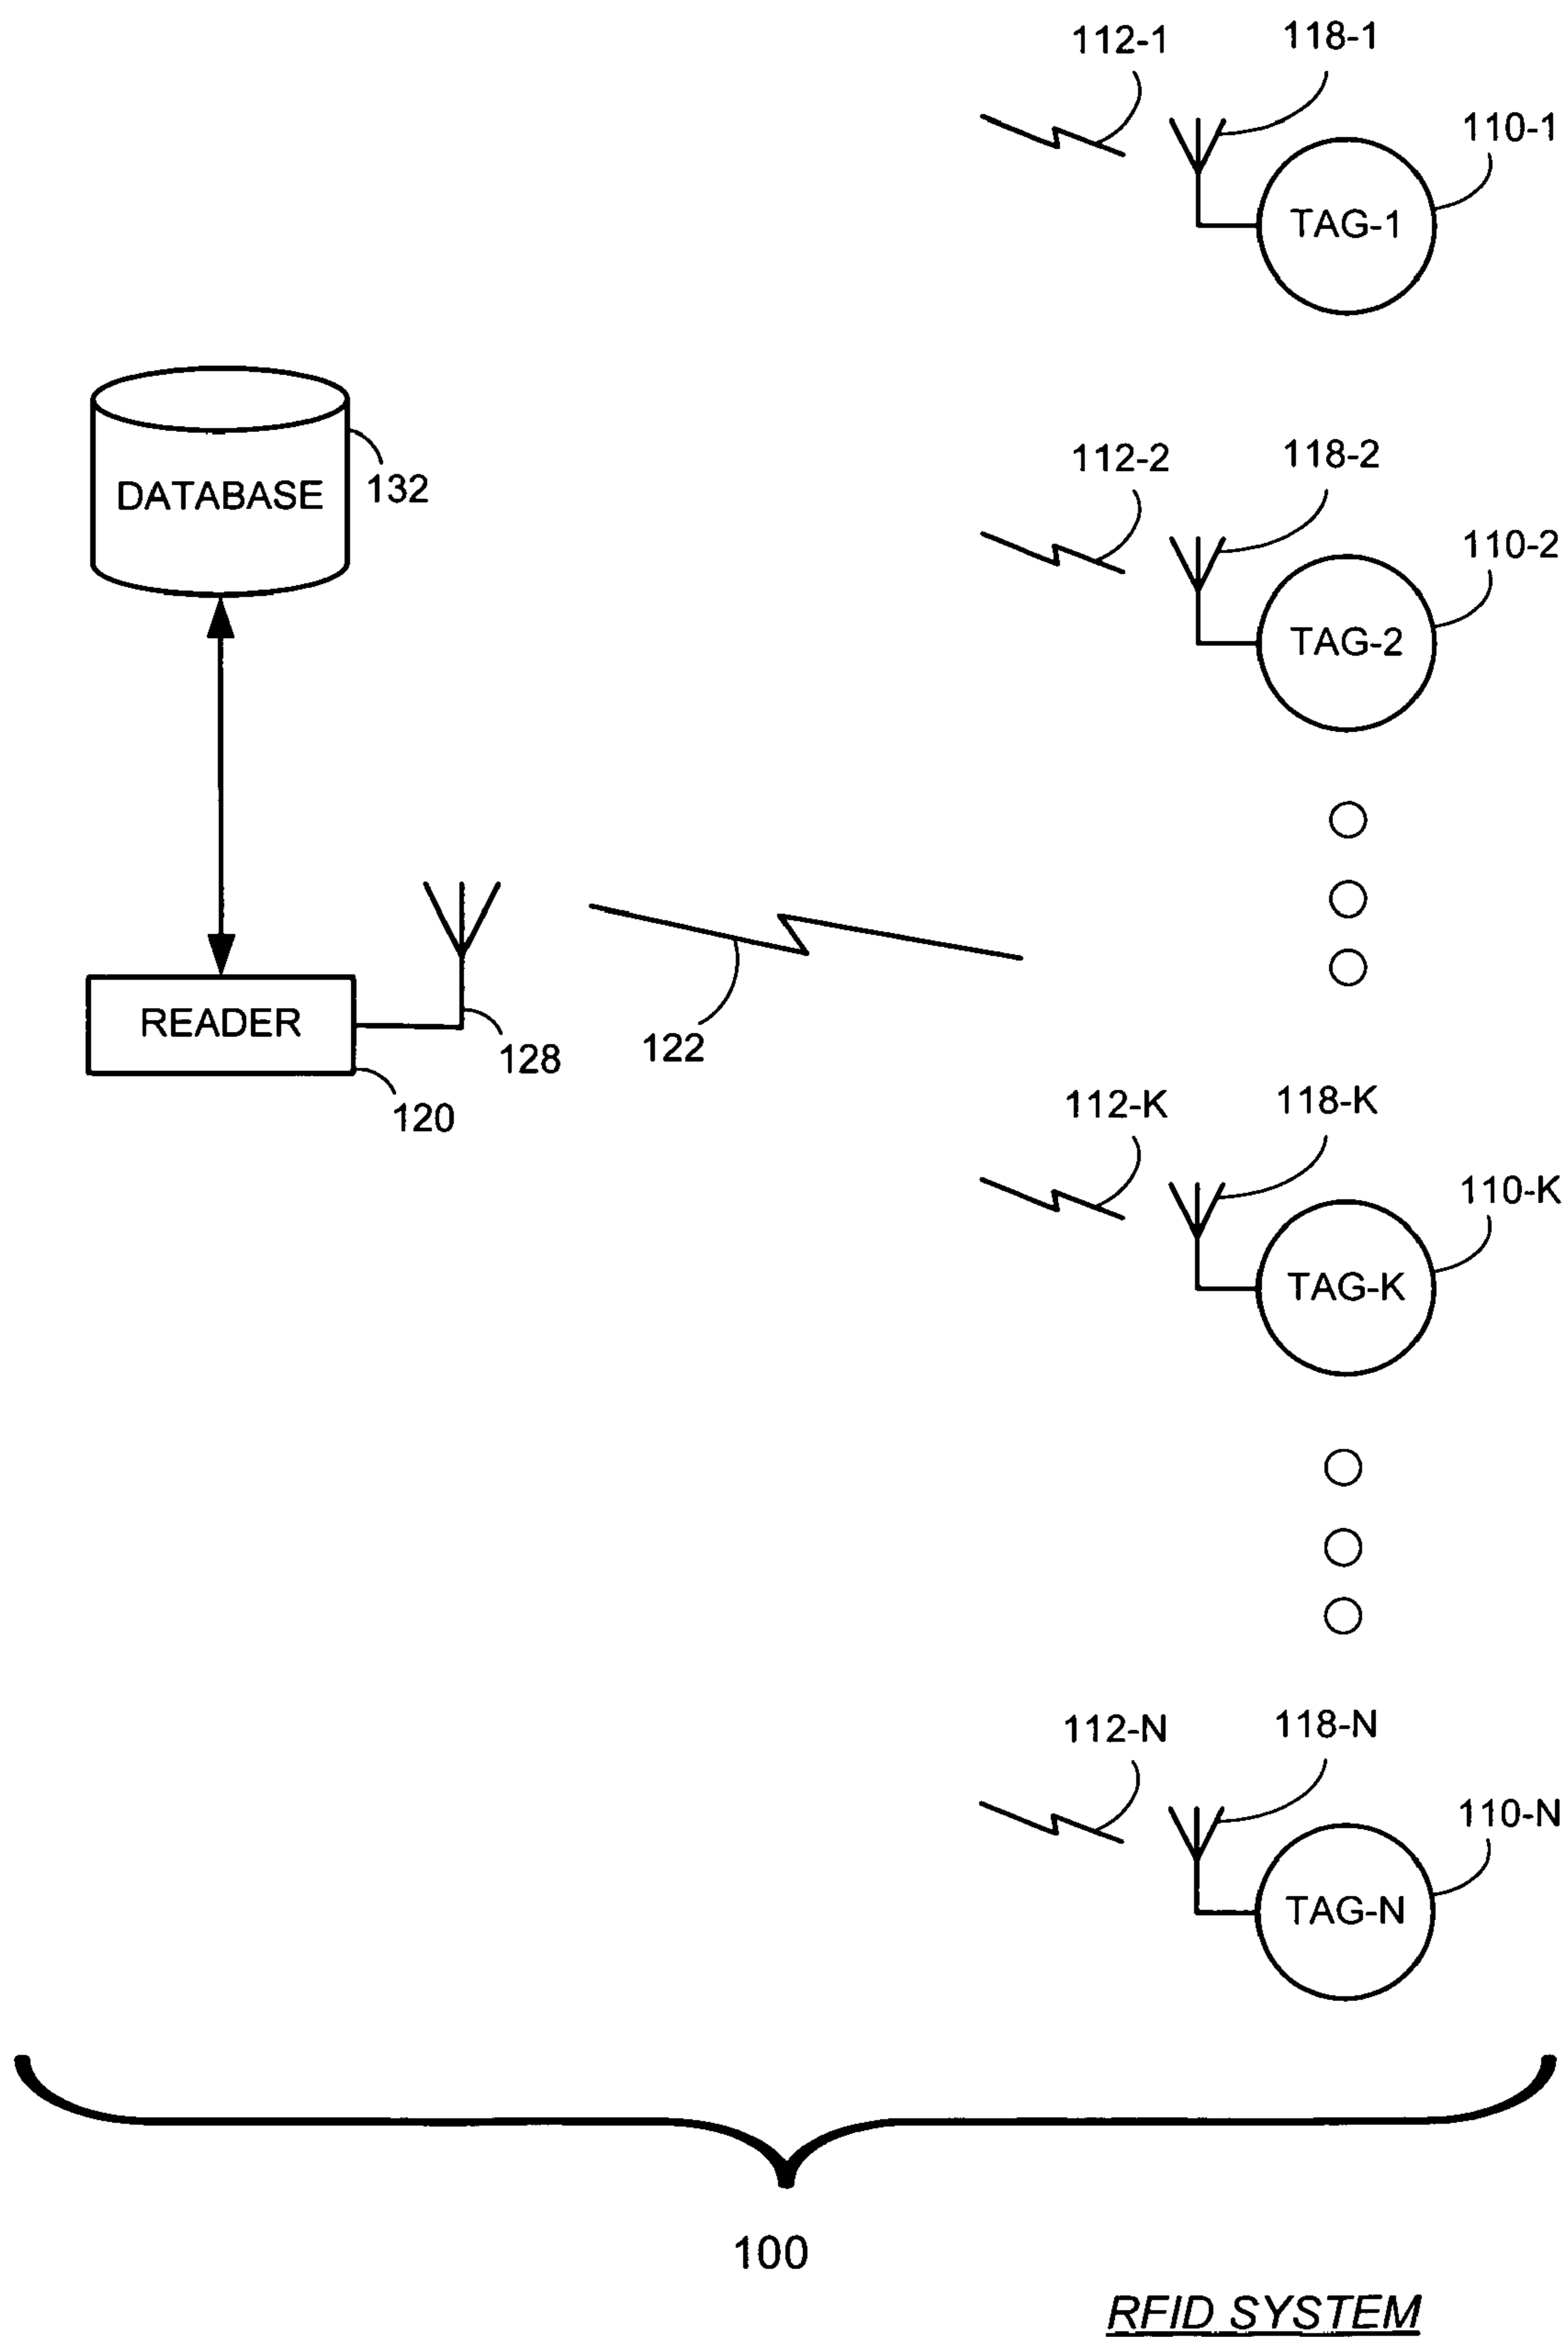 112-1
118-1
110-1
TAG-1
DATABASE
132
112-2
118-2
110-2
TAG-2
READER
128
120
122
112-K
118-K
110-K
TAG-K
112-N
118-N
110-N
TAG-N
100
RFID SYSTEM